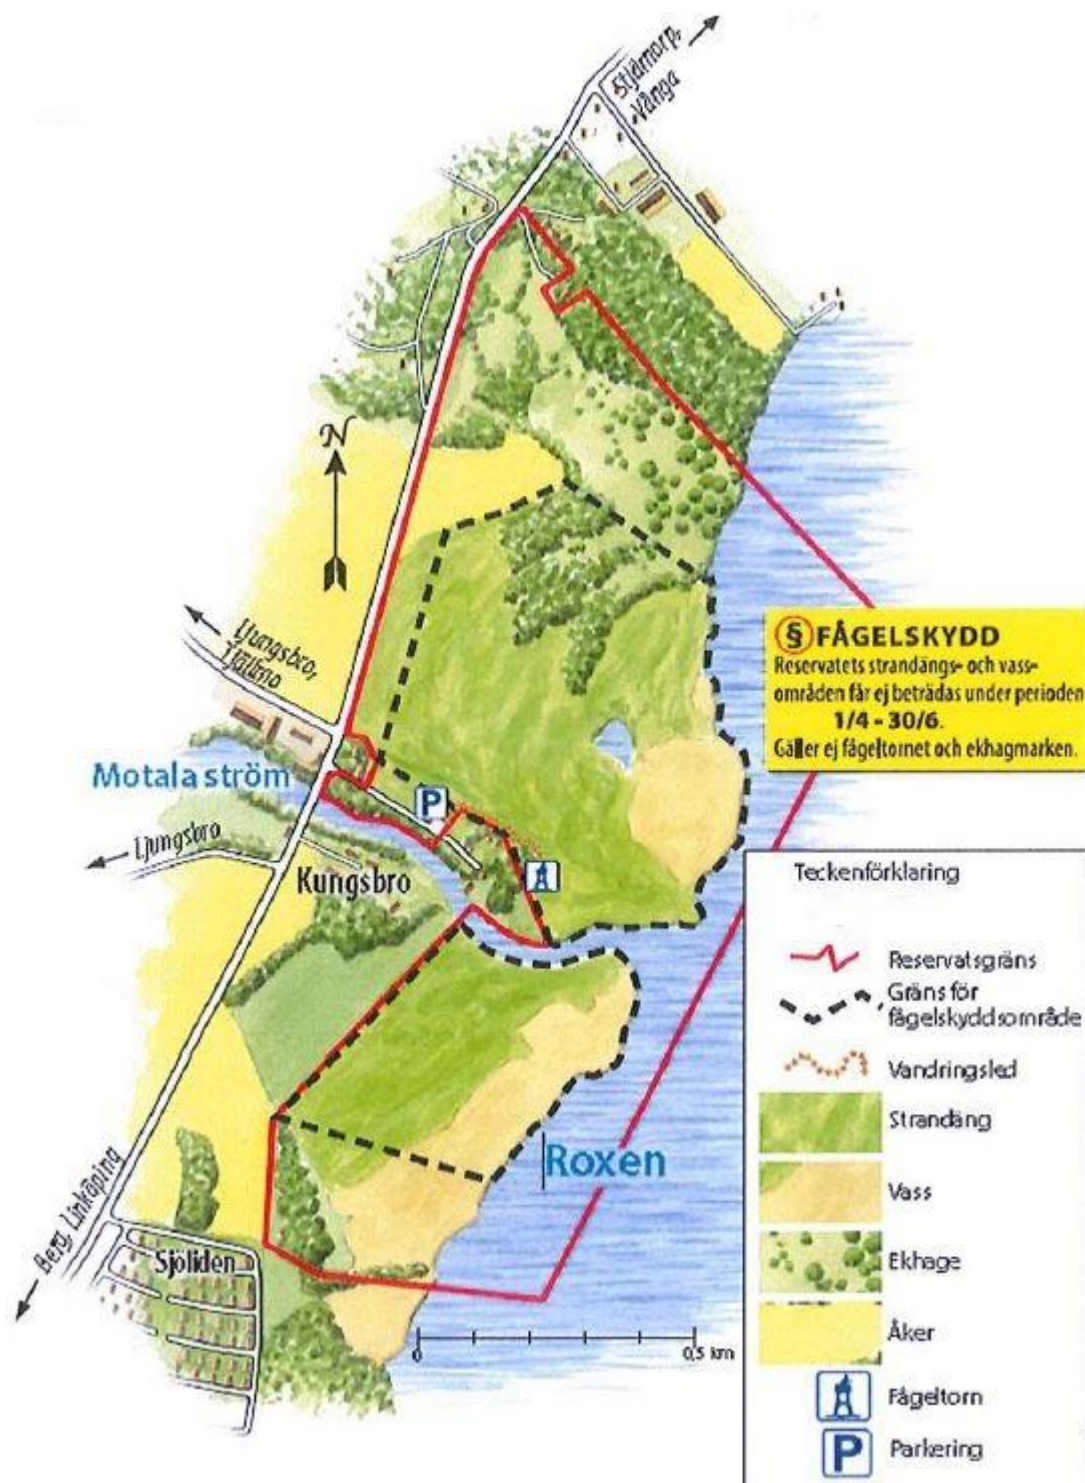 Stjärnorp,
Vånga
N
Ljungsbro,
§ FÅGELSKYDD
Reservatets strandängs- och vass-
områden får ej beträdas under perioden
1/4 - 30/6.
Gäller ej fågeltornet och ekhagmarken.
Motala ström
P
Ljungsbro
Kungsbro
Roxen
Berg, Linköping
Sjöliden
0
0,5 km
Teckenförklaring
Reservatsgräns
Gräns för
fågelskyddsområde
Vandringsled
Strandäng
Vass
Ekhage
Åker
Fågeltorn
P Parkering